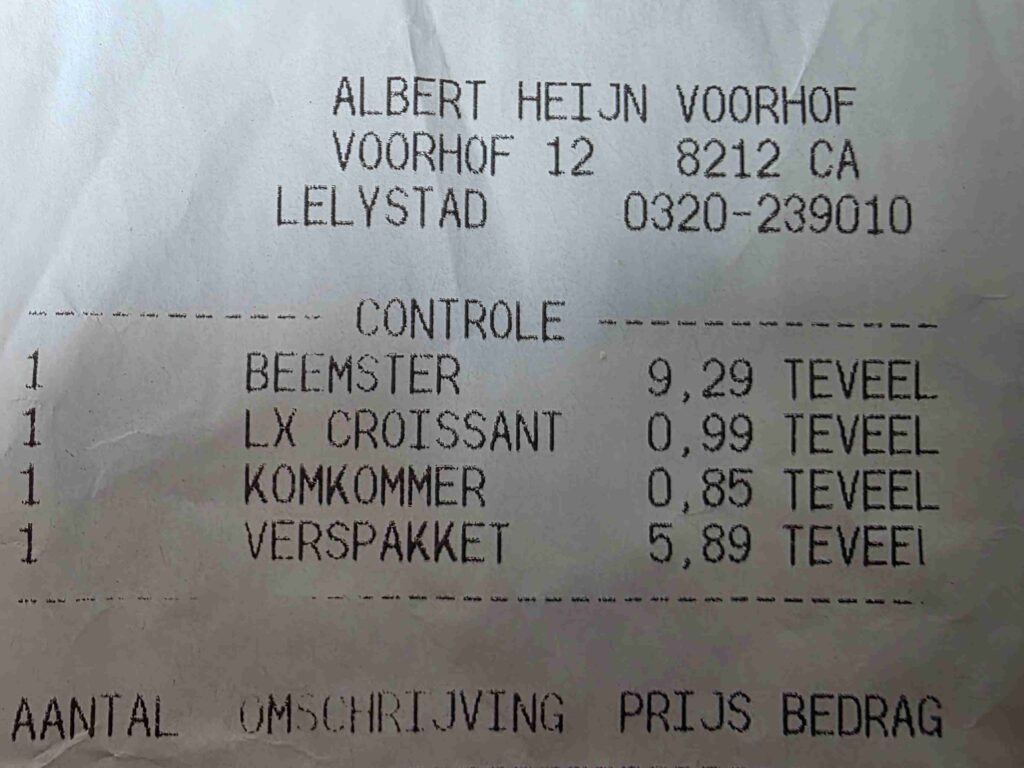 ALBERT HEIJN VOORHOF
VOORHOF 12 8212 CA
LELYSTAD 0320-239010
------------ CONTROLE --------------
1 BEEMSTER 9,29 TEVEEL
1 LX CROISSANT 0,99 TEVEEL
1 KOMKOMMER 0,85 TEVEEL
1 VERSPAKKET 5,89 TEVEEL
AANTAL OMSCHRIJVING PRIJS BEDRAG